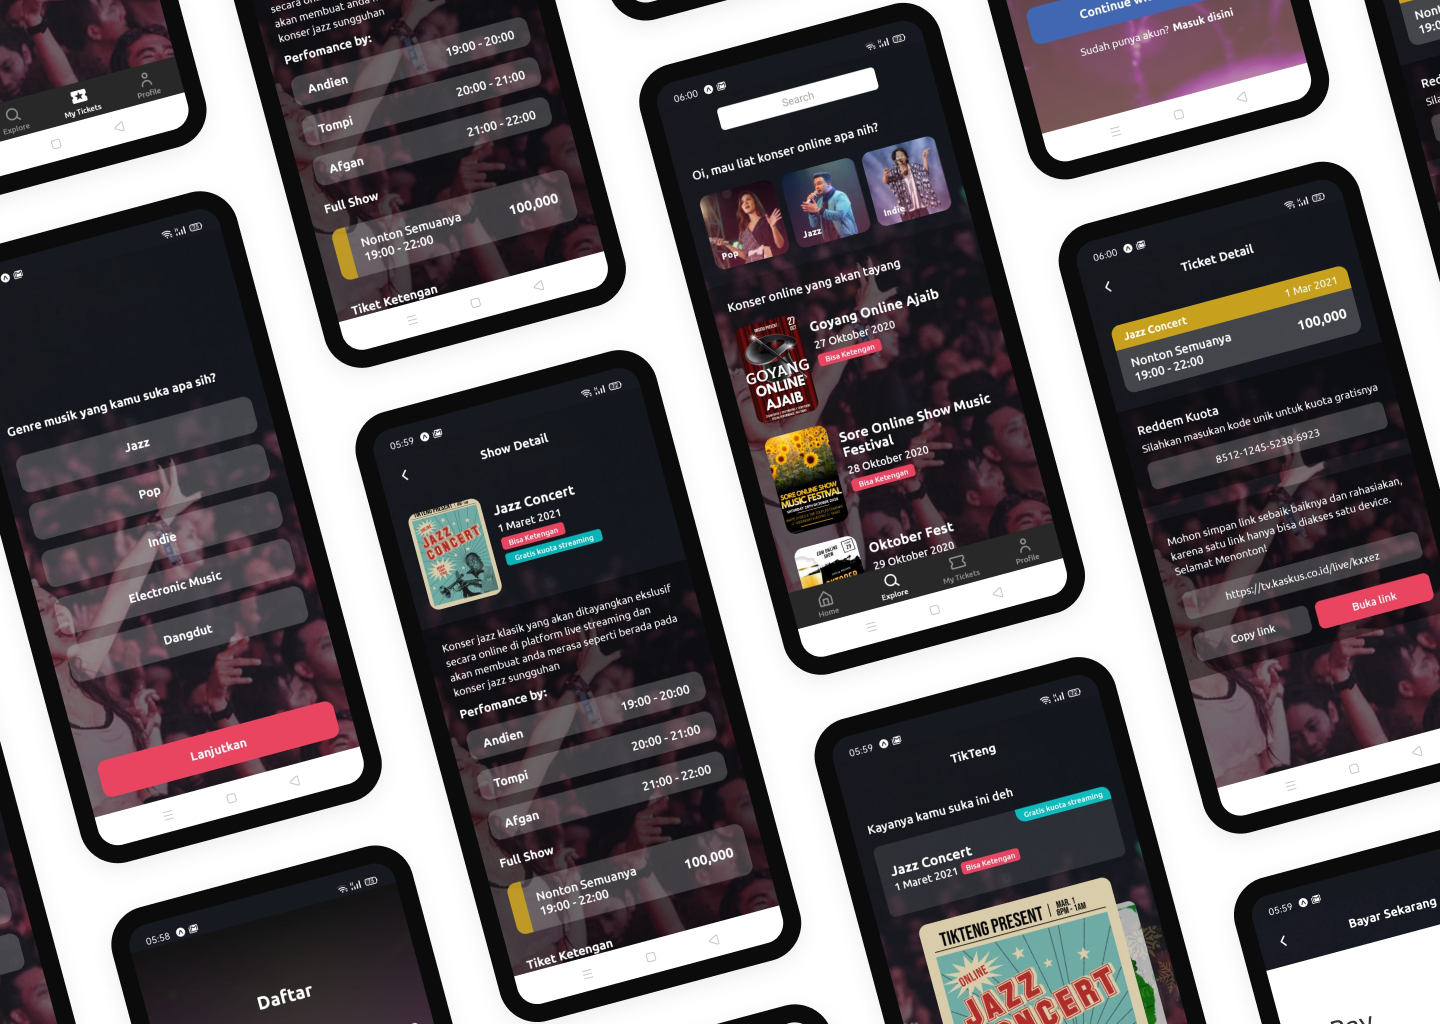 Explore
My Tickets
Profile
Genre musik yang kamu suka apa sih?
Jazz
Pop
Indie
Electronic Music
Dangdut
Lanjutkan
05:58
Daftar
akan membuat anda
konser jazz sungguhan
Perfomance by:
Andien 19:00 - 20:00
Tompi 20:00 - 21:00
Afgan 21:00 - 22:00
Full Show
Nonton Semuanya
19:00 - 22:00
100,000
Tiket Ketengan
05:59
Show Detail
Jazz Concert
1 Maret 2021
Bisa Ketengan
Gratis kuota streaming
JAZZ
CONCERT
Konser jazz klasik yang akan ditayangkan ekslusif
secara online di platform live streaming dan
akan membuat anda merasa seperti berada pada
konser jazz sungguhan
Perfomance by:
Andien 19:00 - 20:00
Tompi 20:00 - 21:00
Afgan 21:00 - 22:00
Full Show
Nonton Semuanya
19:00 - 22:00
100,000
Tiket Ketengan
06:00
Search
Oi, mau liat konser online apa nih?
Pop
Jazz
Indie
Konser online yang akan tayang
GOYANG
ONLINE
AJAIB
Goyang Online Ajaib
27 Oktober 2020
Bisa Ketengan
SORE ONLINE SHOW
MUSIC FESTIVAL
Sore Online Show Music
Festival
28 Oktober 2020
Bisa Ketengan
Oktober Fest
29 Oktober 2020
Home
Explore
My Tickets
Profile
05:59
TikTeng
Kayanya kamu suka ini deh
Gratis kuota streaming
Jazz Concert
1 Maret 2021
Bisa Ketengan
TIKTENG PRESENT
MAR. 1
8PM - 1AM
ONLINE
JAZZ
CONCERT
Continue
Sudah punya akun? Masuk disini
06:00
Ticket Detail
Jazz Concert
1 Mar 2021
Nonton Semuanya
19:00 - 22:00
100,000
Reddem Kuota
Silahkan masukan kode unik untuk kuota gratisnya
8512-1245-5238-6923
Mohon simpan link sebaik-baiknya dan rahasiakan,
karena satu link hanya bisa diakses satu device.
Selamat Menonton!
https://tv.kaskus.co.id/live/kxxez
Copy link
Buka link
05:59
Bayar Sekarang